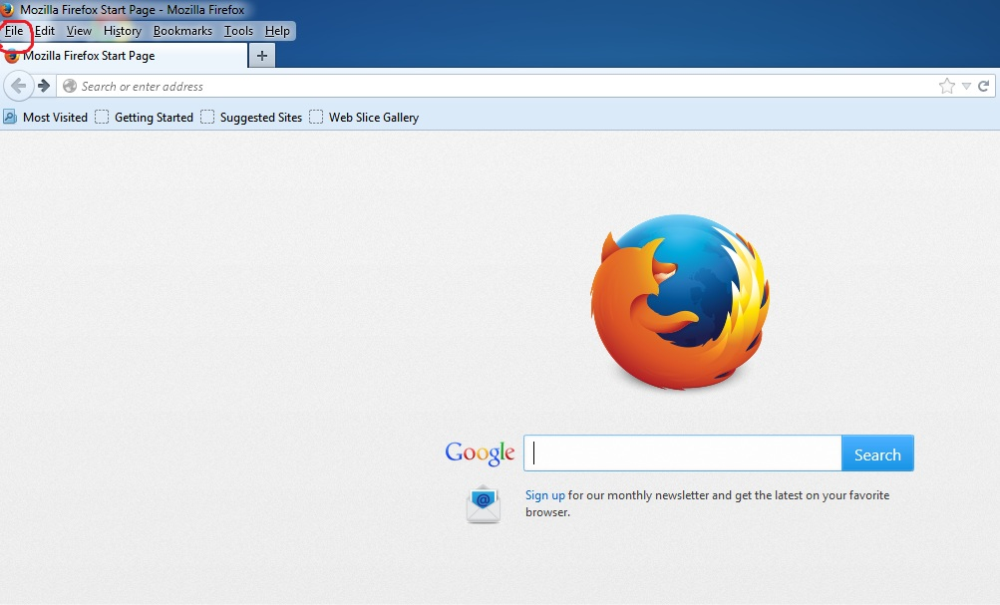 Mozilla Firefox Start Page - Mozilla Firefox
File Edit View History Bookmarks Tools Help
Mozilla Firefox Start Page +
Search or enter address
Most Visited Getting Started Suggested Sites Web Slice Gallery
Google Search
@ Sign up for our monthly newsletter and get the latest on your favorite
browser.